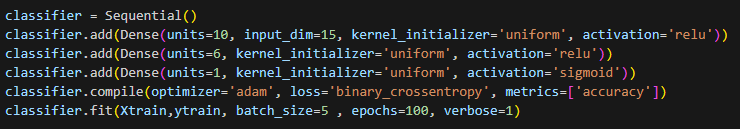 classifier = Sequential()
classifier.add(Dense(units=10, input_dim=15, kernel_initializer='uniform', activation='relu'))
classifier.add(Dense(units=6, kernel_initializer='uniform', activation='relu'))
classifier.add(Dense(units=1, kernel_initializer='uniform', activation='sigmoid'))
classifier.compile(optimizer='adam', loss='binary_crossentropy', metrics=['accuracy'])
classifier.fit(Xtrain,ytrain, batch_size=5 , epochs=100, verbose=1)